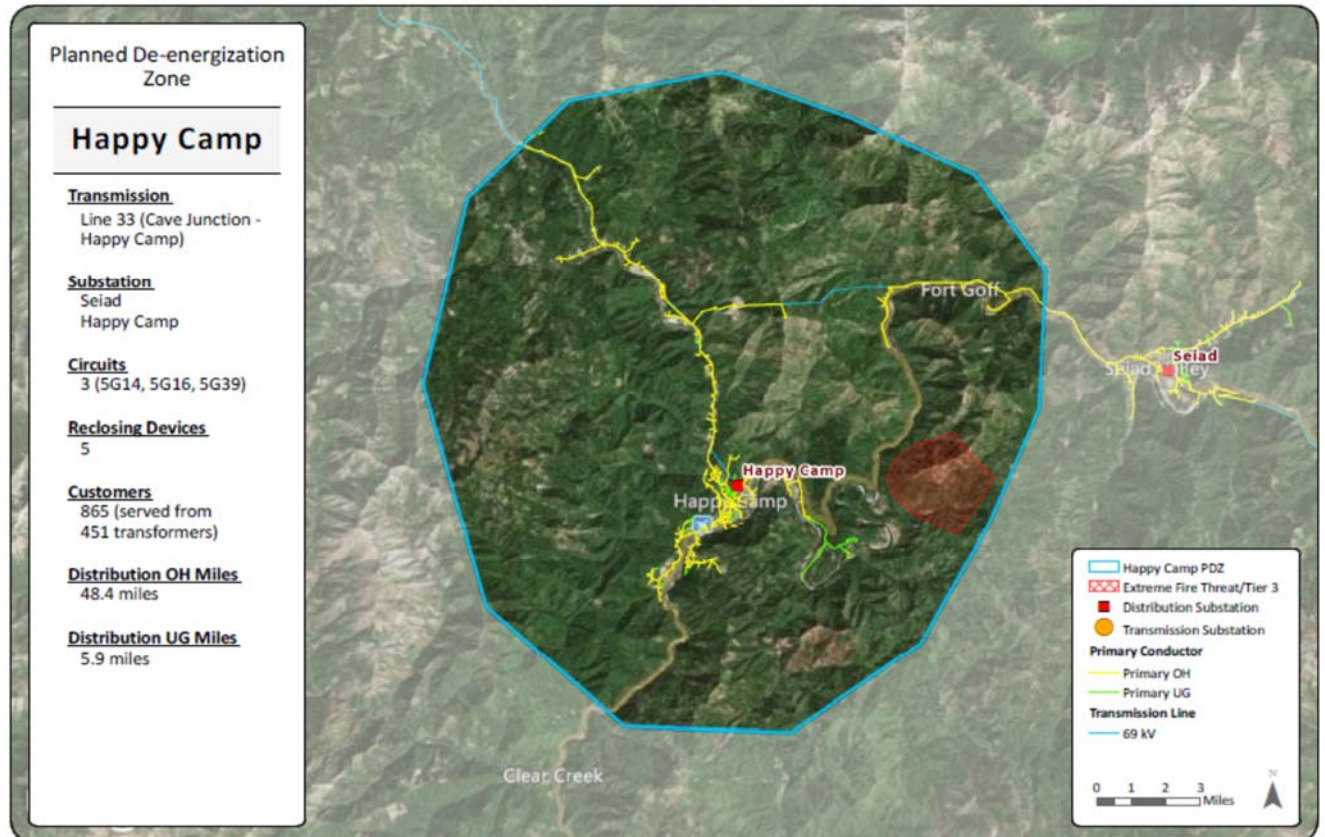 Planned De-energization
Zone
Happy Camp
Transmission
Line 33 (Cave Junction -
Happy Camp)
Substation
Seiad
Happy Camp
Circuits
3 (5G14, 5G16, 5G39)
Reclosing Devices
5
Customers
865 (served from
451 transformers)
Distribution OH Miles
48.4 miles
Distribution UG Miles
5.9 miles
Fort Goff
Seiad
Seiad Valley
Happy Camp
Happy Camp
Clear Creek
Happy Camp PDZ
Extreme Fire Threat/Tier 3
Distribution Substation
Transmission Substation
Primary Conductor
Primary OH
Primary UG
Transmission Line
69 kV
0 1 2 3
Miles
N